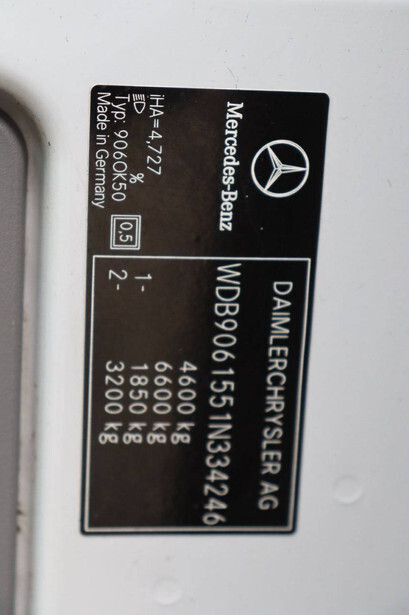 Mercedes-Benz
DAIMLERCHRYSLER AG
WDB9061551N334246
4600 kg
6600 kg
1- 1850 kg
2- 3200 kg
iHA=4,727
% 0,5
Typ: 906OK50
Made in Germany